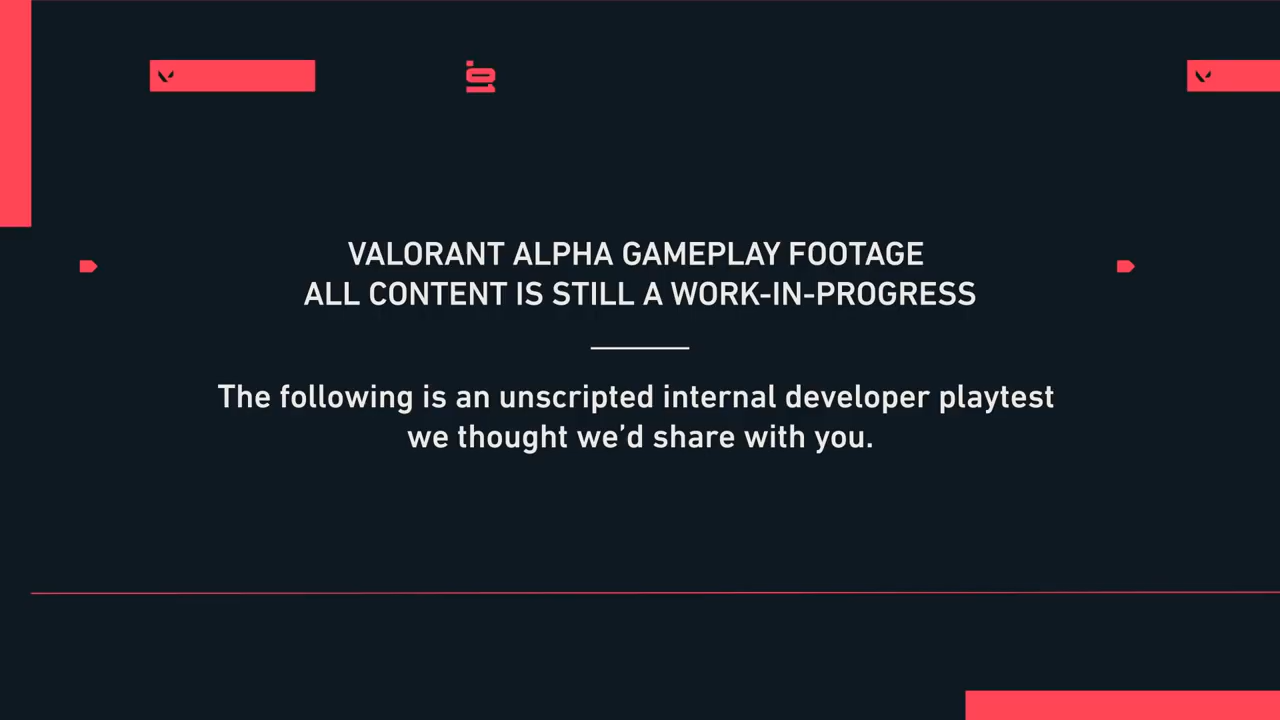 VALORANT ALPHA GAMEPLAY FOOTAGE
ALL CONTENT IS STILL A WORK-IN-PROGRESS
The following is an unscripted internal developer playtest
we thought we’d share with you.